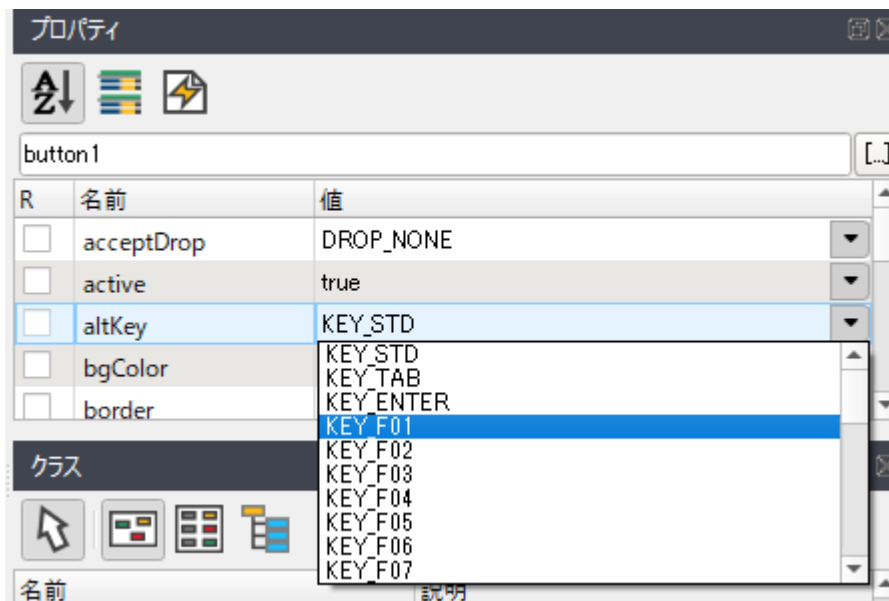 プロパティ
AZ
button1 [...]
R 名前 値
acceptDrop DROP_NONE
active true
altKey KEY_STD
bgColor
border
KEY_STD
KEY_TAB
KEY_ENTER
KEY_F01
KEY_F02
KEY_F03
KEY_F04
KEY_F05
KEY_F06
KEY_F07
クラス
名前 説明